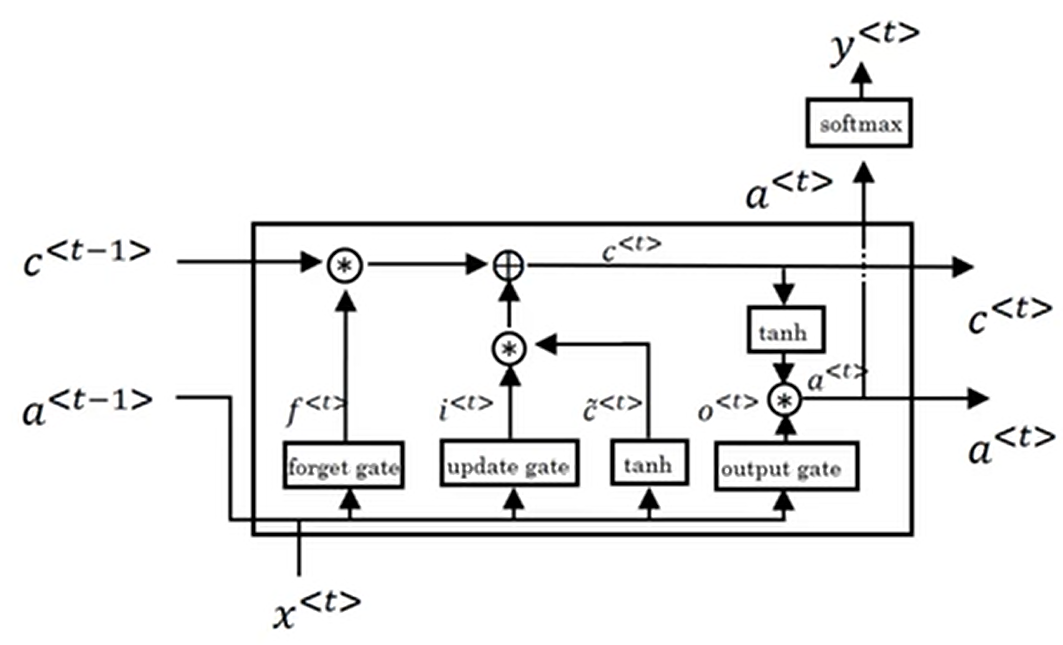 y<t>
softmax
a<t>
c<t−1>
c<t>
c<t>
tanh
a<t−1>
f<t>
i<t>
c̃<t>
o<t>
a<t>
a<t>
forget gate
update gate
tanh
output gate
x<t>